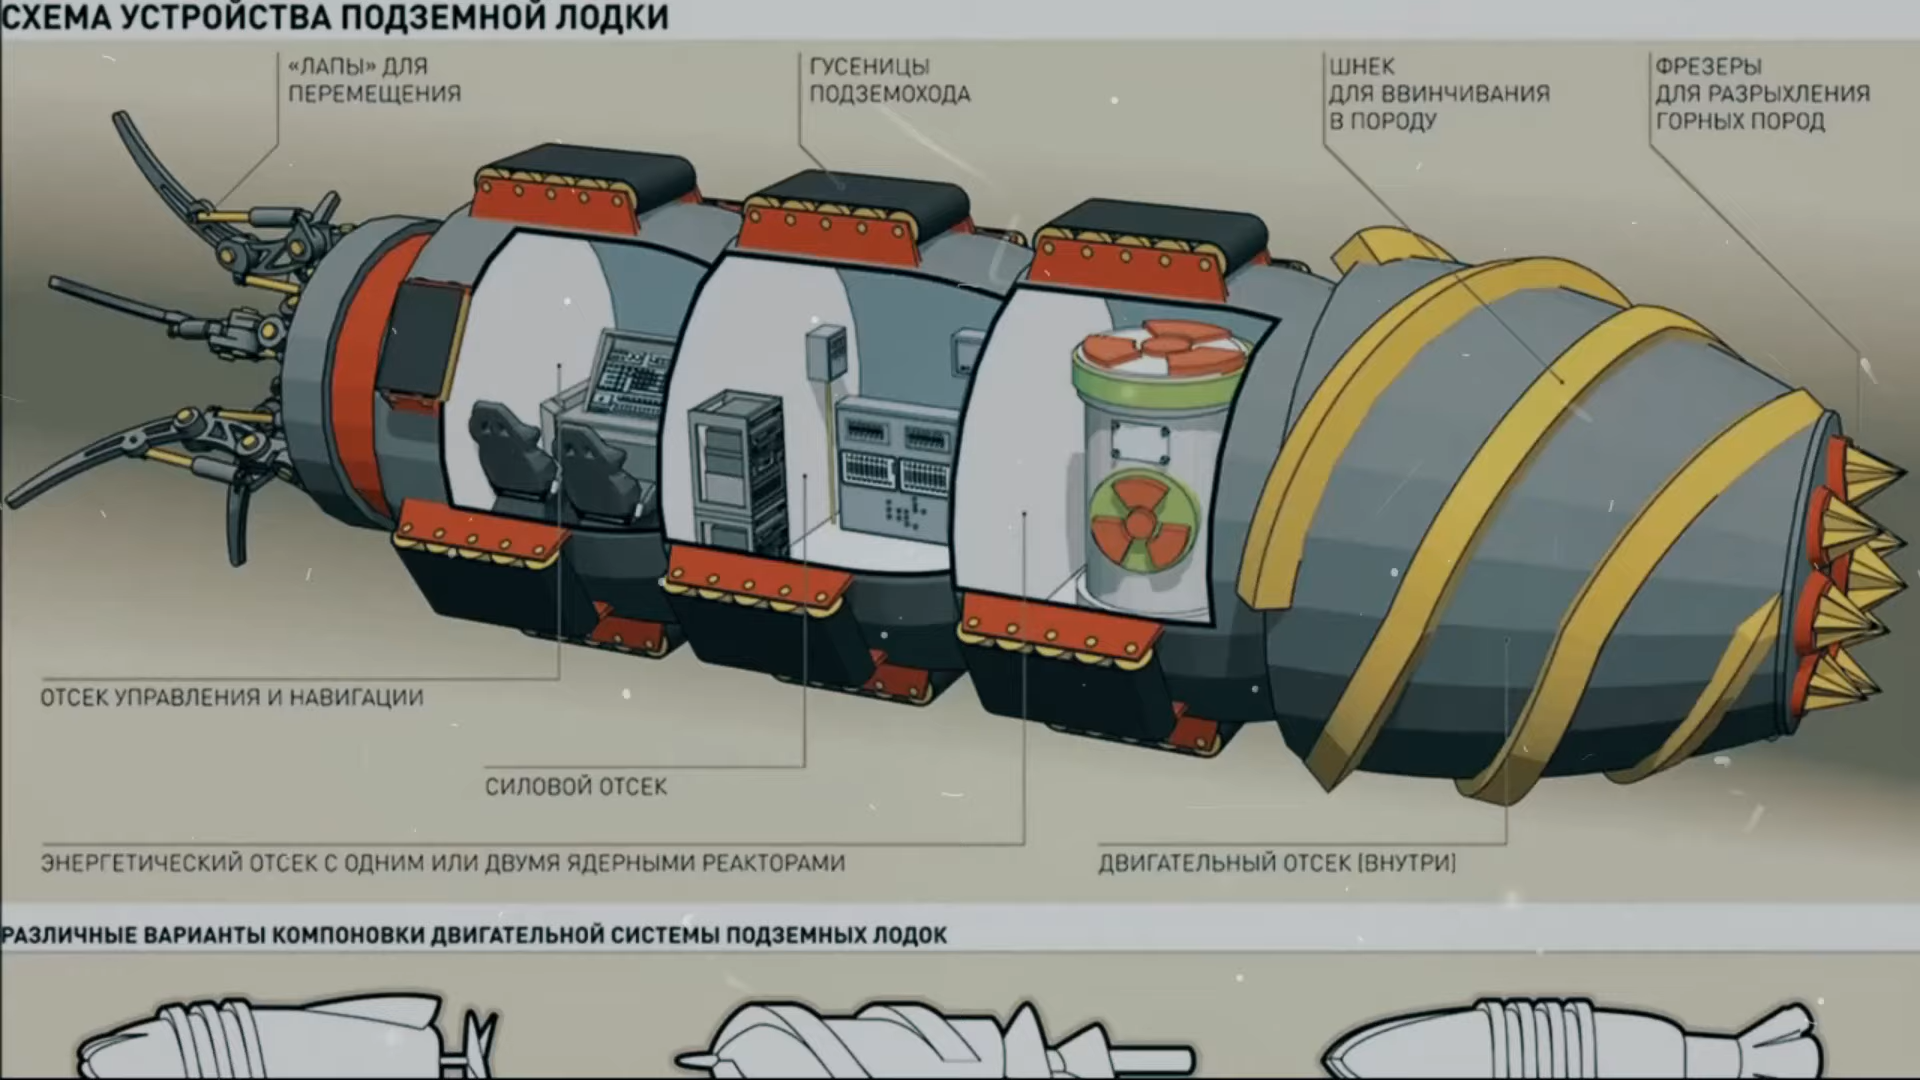 СХЕМА УСТРОЙСТВА ПОДЗЕМНОЙ ЛОДКИ
«ЛАПЫ» ДЛЯ
ПЕРЕМЕЩЕНИЯ
ГУСЕНИЦЫ
ПОДЗЕМОХОДА
ШНЕК
ДЛЯ ВВИНЧИВАНИЯ
В ПОРОДУ
ФРЕЗЕРЫ
ДЛЯ РАЗРЫХЛЕНИЯ
ГОРНЫХ ПОРОД
ОТСЕК УПРАВЛЕНИЯ И НАВИГАЦИИ
СИЛОВОЙ ОТСЕК
ЭНЕРГЕТИЧЕСКИЙ ОТСЕК С ОДНИМ ИЛИ ДВУМЯ ЯДЕРНЫМИ РЕАКТОРАМИ
ДВИГАТЕЛЬНЫЙ ОТСЕК (ВНУТРИ)
РАЗЛИЧНЫЕ ВАРИАНТЫ КОМПОНОВКИ ДВИГАТЕЛЬНОЙ СИСТЕМЫ ПОДЗЕМНЫХ ЛОДОК